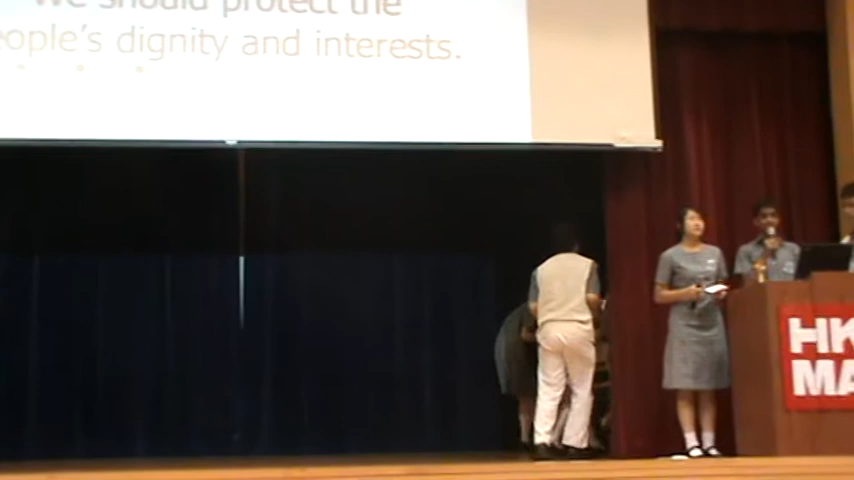 We should protect the
people's dignity and interests.
HK
MA